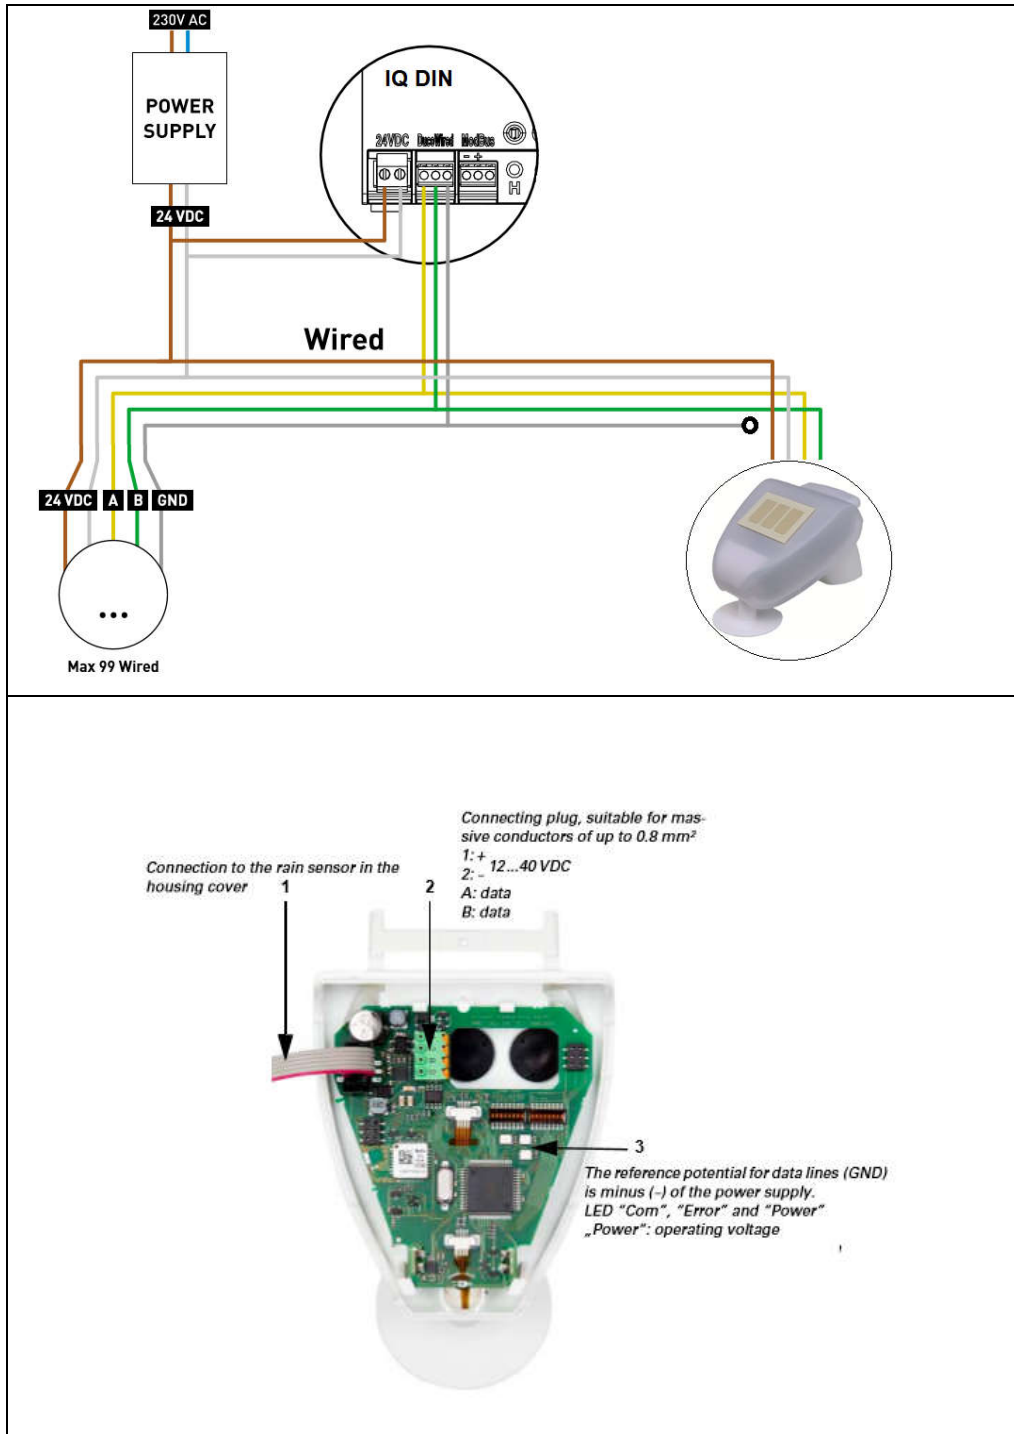 230V AC
POWER
SUPPLY
24 VDC
IQ DIN
24VDC DucoWired ModBus
- +
H
Wired
24 VDC A B GND
...
Max 99 Wired
Connecting plug, suitable for mas-
sive conductors of up to 0.8 mm²
1: +
2: - 12...40 VDC
A: data
B: data
Connection to the rain sensor in the
housing cover 1
2
3
The reference potential for data lines (GND)
is minus (-) of the power supply.
LED "Com", "Error" and "Power"
„Power": operating voltage